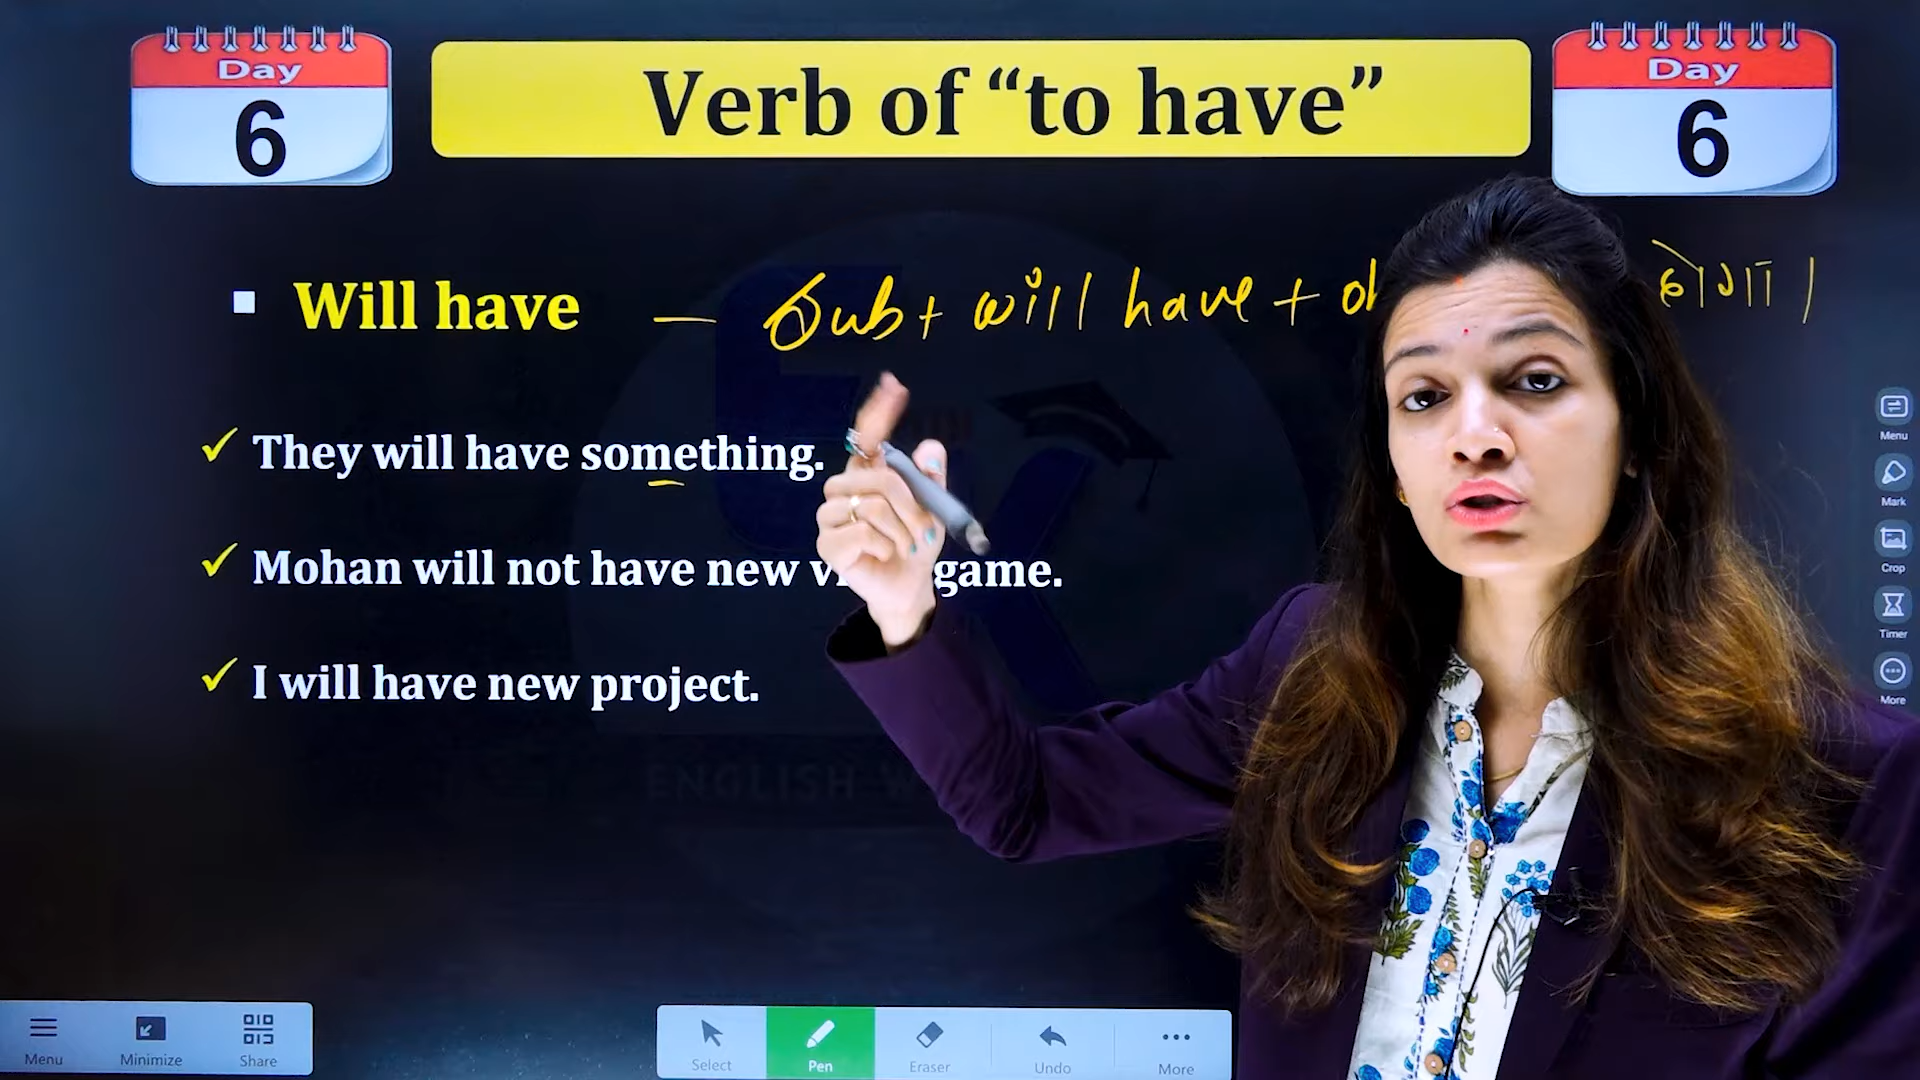 Day
6
Verb of “to have”
Day
6
Will have — Sub + will have + होगा ।
They will have something.
Mohan will not have new game.
I will have new project.
Menu
Mark
Crop
Timer
More
Menu
Minimize
Share
Select
Pen
Eraser
Undo
More